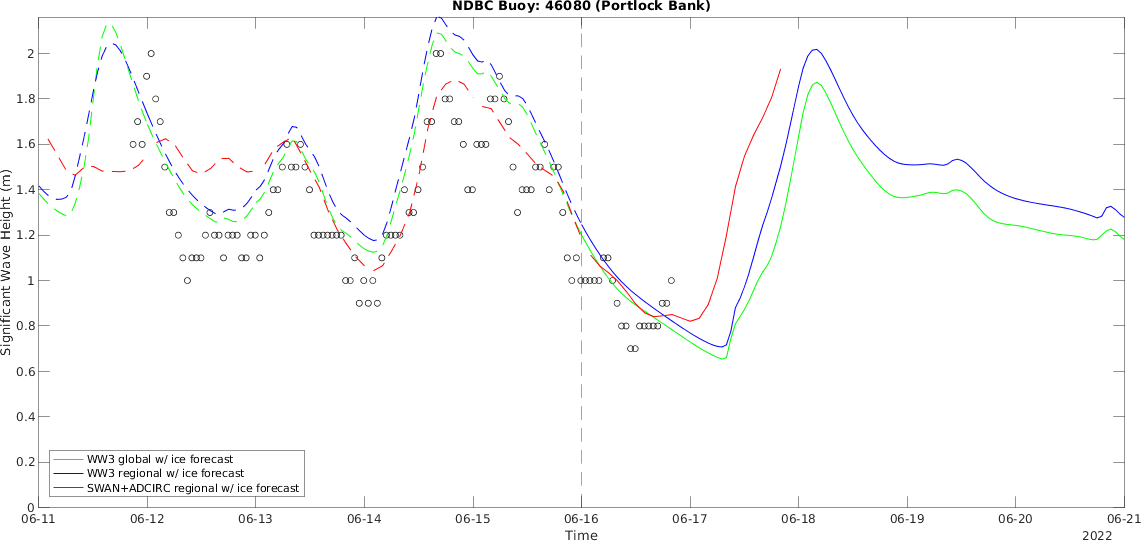 NDBC Buoy: 46080 (Portlock Bank)
Significant Wave Height (m)
2
1.8
1.6
1.4
1.2
1
0.8
0.6
0.4
0.2
0
WW3 global w/ ice forecast
WW3 regional w/ ice forecast
SWAN+ADCIRC regional w/ ice forecast
06-11 06-12 06-13 06-14 06-15 06-16 06-17 06-18 06-19 06-20 06-21
Time
2022